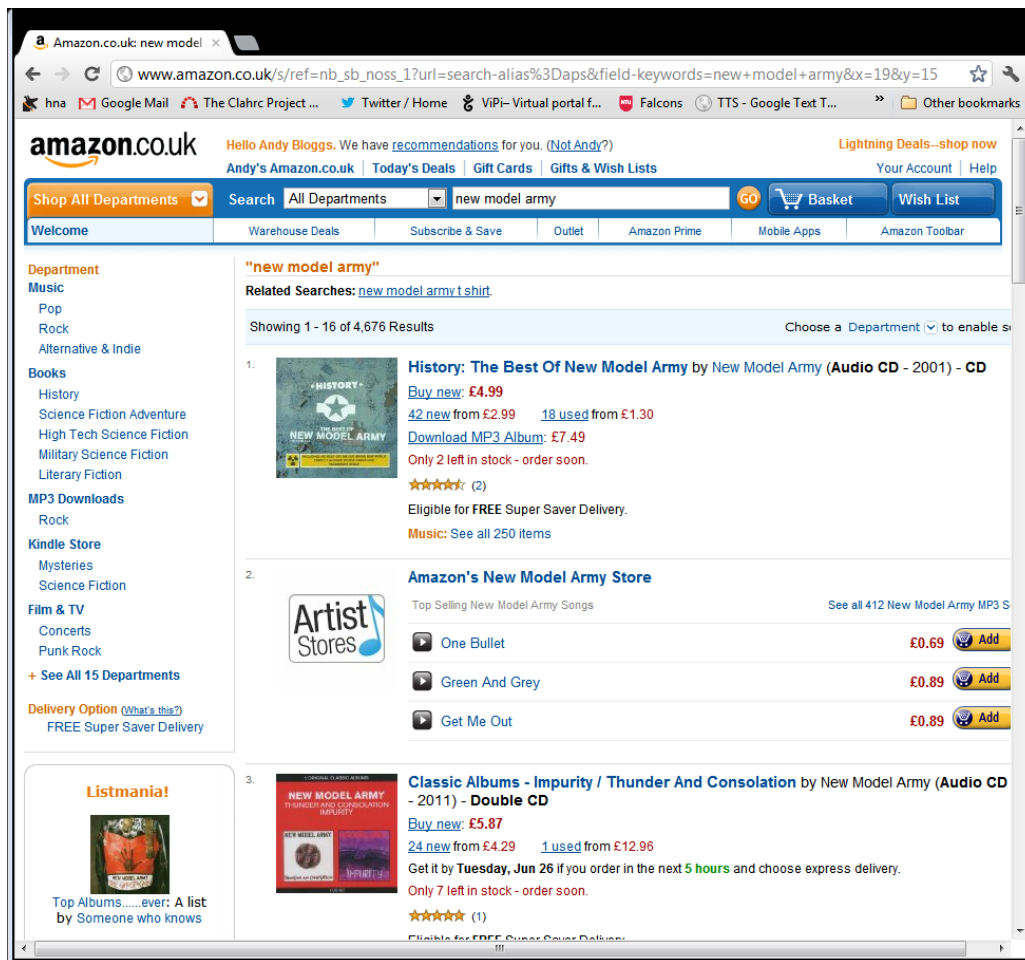 Amazon.co.uk: new model
www.amazon.co.uk/s/ref=nb_sb_noss_1?url=search-alias%3Daps&field-keywords=new+model+army&x=19&y=15
hna Google Mail The Clahrc Project ... Twitter / Home ViPi– Virtual portal f... Falcons TTS - Google Text T... » Other bookmarks
amazon.co.uk
Hello Andy Bloggs. We have recommendations for you. (Not Andy?) Lightning Deals--shop now
Andy's Amazon.co.uk Today's Deals Gift Cards Gifts & Wish Lists Your Account Help
Shop All Departments Search All Departments new model army GO Basket Wish List
Welcome Warehouse Deals Subscribe & Save Outlet Amazon Prime Mobile Apps Amazon Toolbar
Department
Music
Pop
Rock
Alternative & Indie
Books
History
Science Fiction Adventure
High Tech Science Fiction
Military Science Fiction
Literary Fiction
MP3 Downloads
Rock
Kindle Store
Mysteries
Science Fiction
Film & TV
Concerts
Punk Rock
+ See All 15 Departments
Delivery Option (What's this?)
FREE Super Saver Delivery
Listmania!
Top Albums......ever: A list
by Someone who knows
"new model army"
Related Searches: new model army t shirt.
Showing 1 - 16 of 4,676 Results Choose a Department to enable so
1.
·HISTORY·
THE BEST OF
NEW MODEL ARMY
History: The Best Of New Model Army by New Model Army (Audio CD - 2001) - CD
Buy new: £4.99
42 new from £2.99 18 used from £1.30
Download MP3 Album: £7.49
Only 2 left in stock - order soon.
(2)
Eligible for FREE Super Saver Delivery.
Music: See all 250 items
2.
Artist
Stores
Amazon's New Model Army Store
Top Selling New Model Army Songs See all 412 New Model Army MP3 S
One Bullet £0.69 Add
Green And Grey £0.89 Add
Get Me Out £0.89 Add
3.
NEW MODEL ARMY
THUNDER AND CONSOLATION
IMPURITY
Classic Albums - Impurity / Thunder And Consolation by New Model Army (Audio CD
- 2011) - Double CD
Buy new: £5.87
24 new from £4.29 1 used from £12.96
Get it by Tuesday, Jun 26 if you order in the next 5 hours and choose express delivery.
Only 7 left in stock - order soon.
(1)
Eligible for FREE Super Saver Delivery.